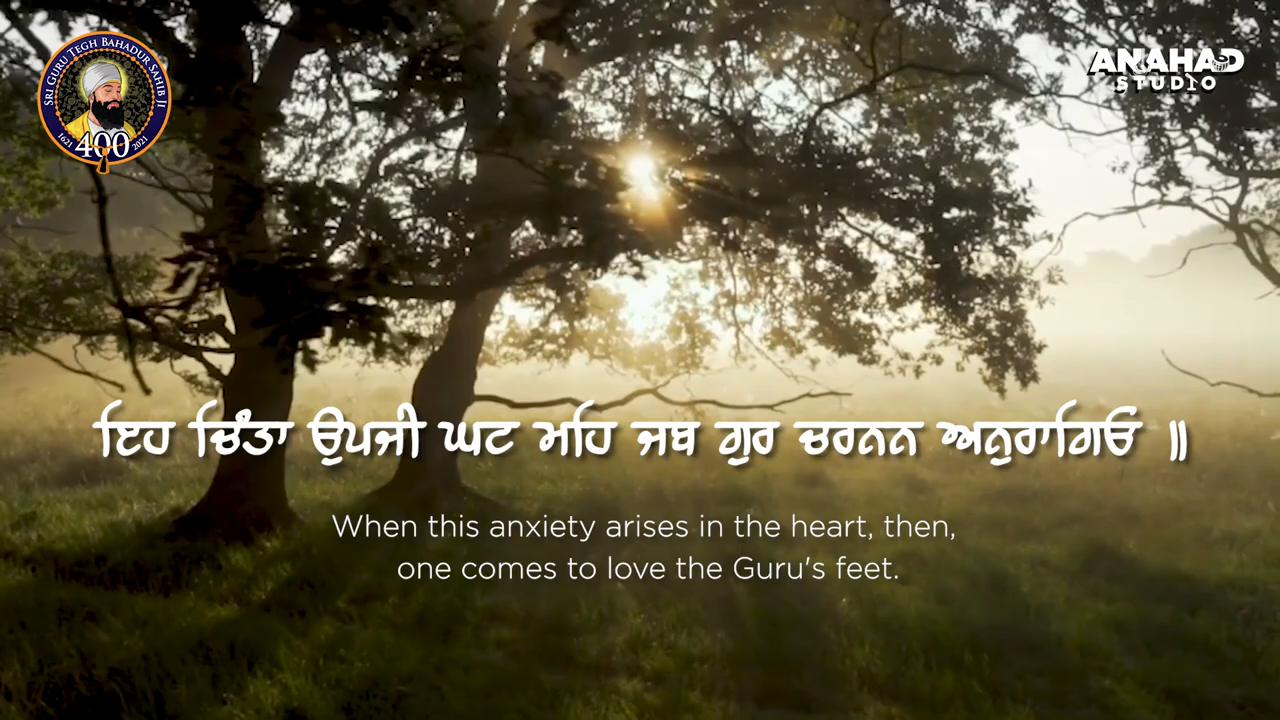 SRI GURU TEGH BAHADUR SAHIB JI
1621 400 2021
ANAHAD
STUDIO
ਇਹ ਚਿੰਤਾ ਉਪਜੀ ਘਟ ਮਹਿ ਜਬ ਗੁਰ ਚਰਨਨ ਅਨੁਰਾਗਿਓ ॥
When this anxiety arises in the heart, then,
one comes to love the Guru's feet.